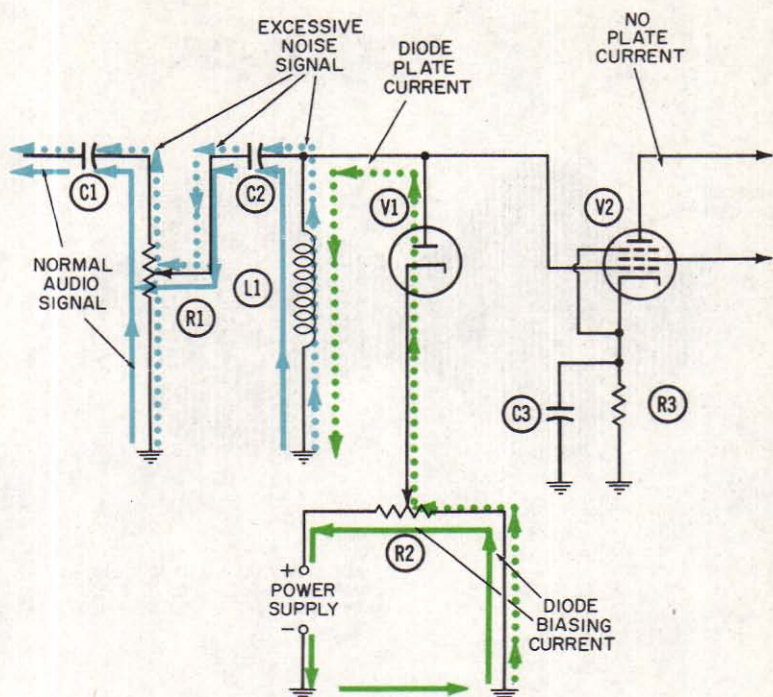 EXCESSIVE
NOISE
SIGNAL
DIODE
PLATE
CURRENT
NO
PLATE
CURRENT
C1
C2
V1
V2
NORMAL
AUDIO
SIGNAL
R1
L1
C3
R3
R2
+
POWER
SUPPLY
−
DIODE
BIASING
CURRENT